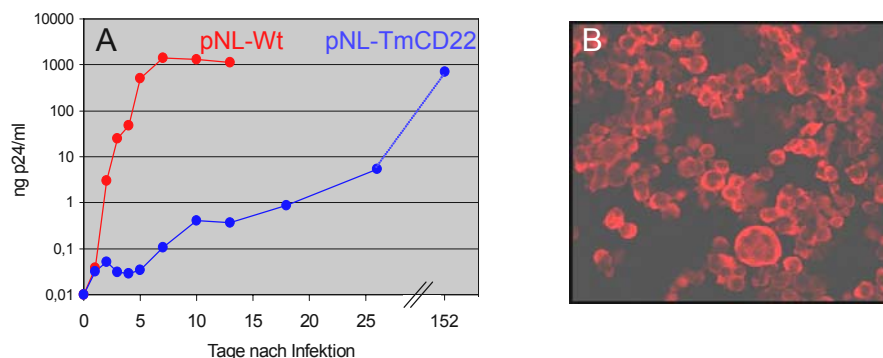 A
pNL-Wt
pNL-TmCD22
B
10000
1000
100
10
1
0,1
0,01
ng p24/ml
0 5 10 15 20 25 152
Tage nach Infektion